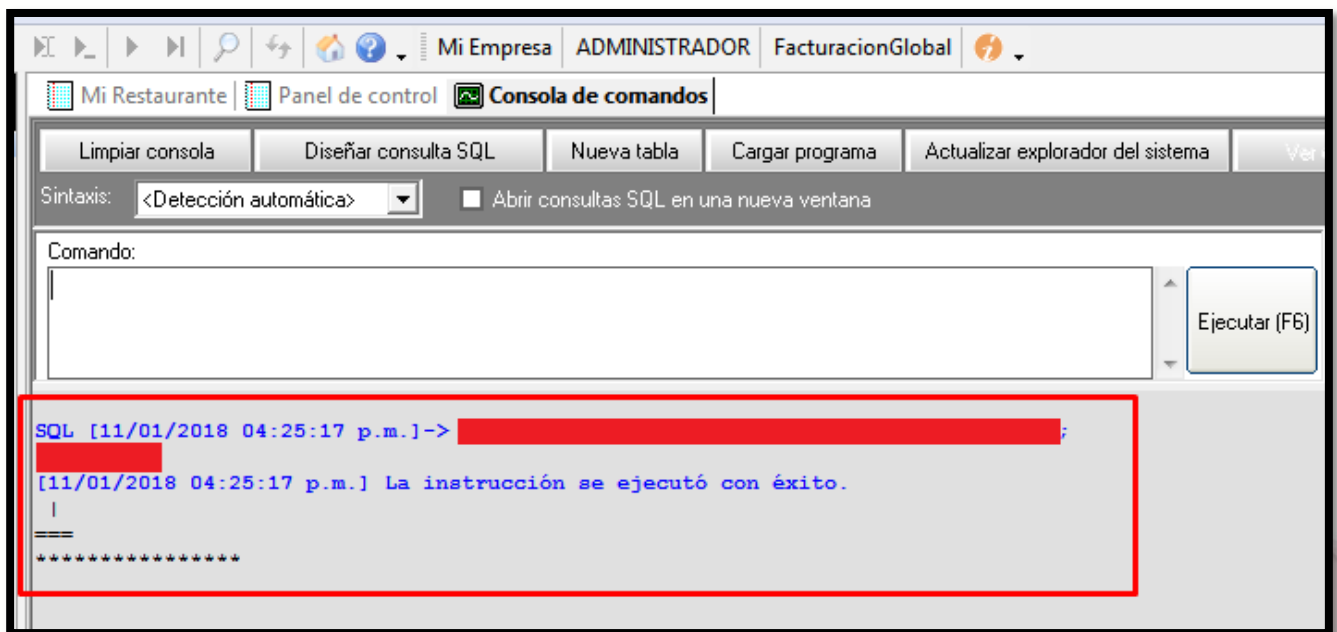 Mi Empresa ADMINISTRADOR FacturacionGlobal
Mi Restaurante Panel de control Consola de comandos
Limpiar consola Diseñar consulta SQL Nueva tabla Cargar programa Actualizar explorador del sistema Ver
Sintaxis: <Detección automática> Abrir consultas SQL en una nueva ventana
Comando:
Ejecutar (F6)
SQL [11/01/2018 04:25:17 p.m.]-> ;
[11/01/2018 04:25:17 p.m.] La instrucción se ejecutó con éxito.
|
===
****************